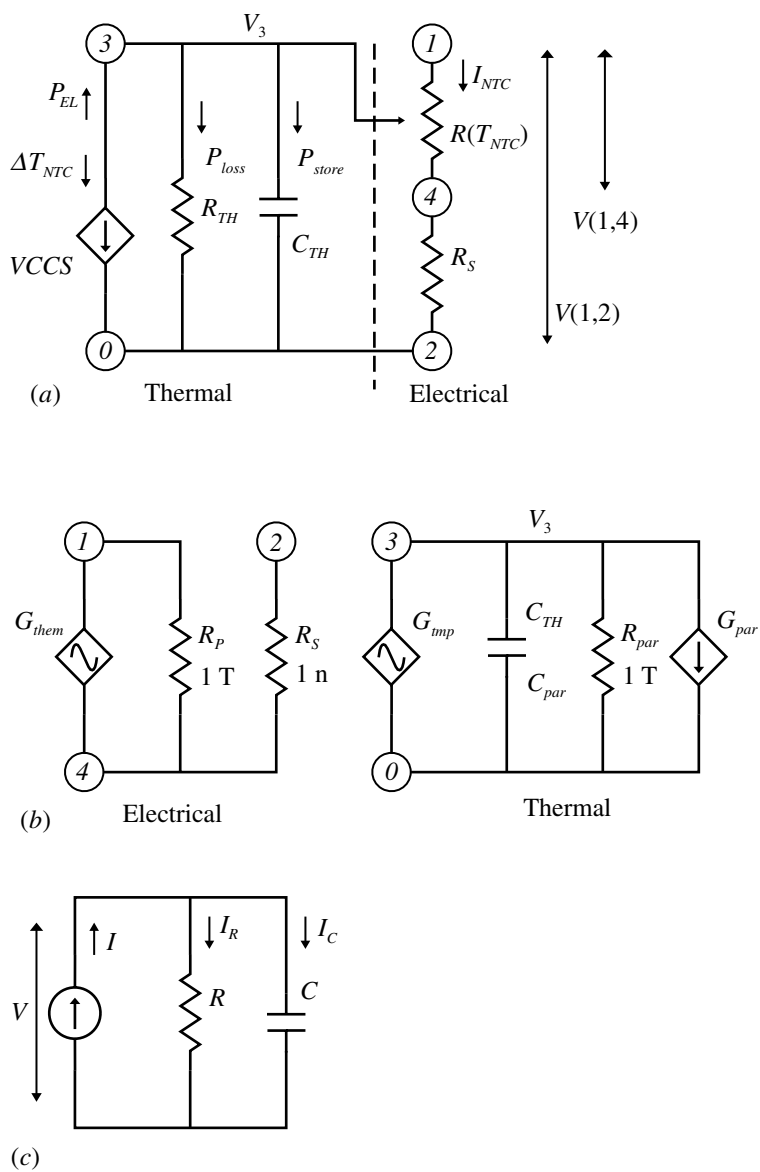 3
V3
1
PEL
INTC
ΔTNTC
Ploss
Pstore
R(TNTC)
4
V(1,4)
RTH
CTH
RS
VCCS
V(1,2)
0
2
(a)
Thermal
Electrical
1
2
3
V3
Gthem
RP
1 T
RS
1 n
Gtmp
CTH
Cpar
Rpar
1 T
Gpar
4
0
(b)
Electrical
Thermal
I
IR
IC
V
R
C
(c)